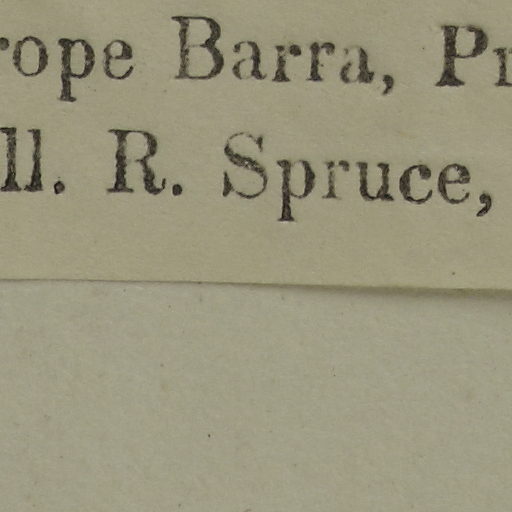 rope Barra, Pr
ll. R. Spruce,